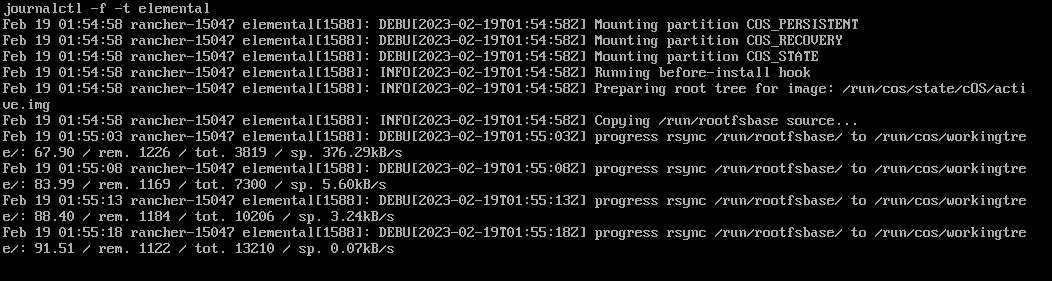 journalctl -f -t elemental
Feb 19 01:54:58 rancher-15047 elemental[1588]: DEBU[2023-02-19T01:54:58Z] Mounting partition COS_PERSISTENT
Feb 19 01:54:58 rancher-15047 elemental[1588]: DEBU[2023-02-19T01:54:58Z] Mounting partition COS_RECOVERY
Feb 19 01:54:58 rancher-15047 elemental[1588]: DEBU[2023-02-19T01:54:58Z] Mounting partition COS_STATE
Feb 19 01:54:58 rancher-15047 elemental[1588]: INFO[2023-02-19T01:54:58Z] Running before-install hook
Feb 19 01:54:58 rancher-15047 elemental[1588]: INFO[2023-02-19T01:54:58Z] Preparing root tree for image: /run/cos/state/cOS/acti
ve.img
Feb 19 01:54:58 rancher-15047 elemental[1588]: INFO[2023-02-19T01:54:58Z] Copying /run/rootfsbase source...
Feb 19 01:55:03 rancher-15047 elemental[1588]: DEBU[2023-02-19T01:55:03Z] progress rsync /run/rootfsbase/ to /run/cos/workingtre
e/: 67.90 / rem. 1226 / tot. 3819 / sp. 376.29kB/s
Feb 19 01:55:08 rancher-15047 elemental[1588]: DEBU[2023-02-19T01:55:08Z] progress rsync /run/rootfsbase/ to /run/cos/workingtre
e/: 83.99 / rem. 1169 / tot. 7300 / sp. 5.60kB/s
Feb 19 01:55:13 rancher-15047 elemental[1588]: DEBU[2023-02-19T01:55:13Z] progress rsync /run/rootfsbase/ to /run/cos/workingtre
e/: 88.40 / rem. 1184 / tot. 10206 / sp. 3.24kB/s
Feb 19 01:55:18 rancher-15047 elemental[1588]: DEBU[2023-02-19T01:55:18Z] progress rsync /run/rootfsbase/ to /run/cos/workingtre
e/: 91.51 / rem. 1122 / tot. 13210 / sp. 0.07kB/s